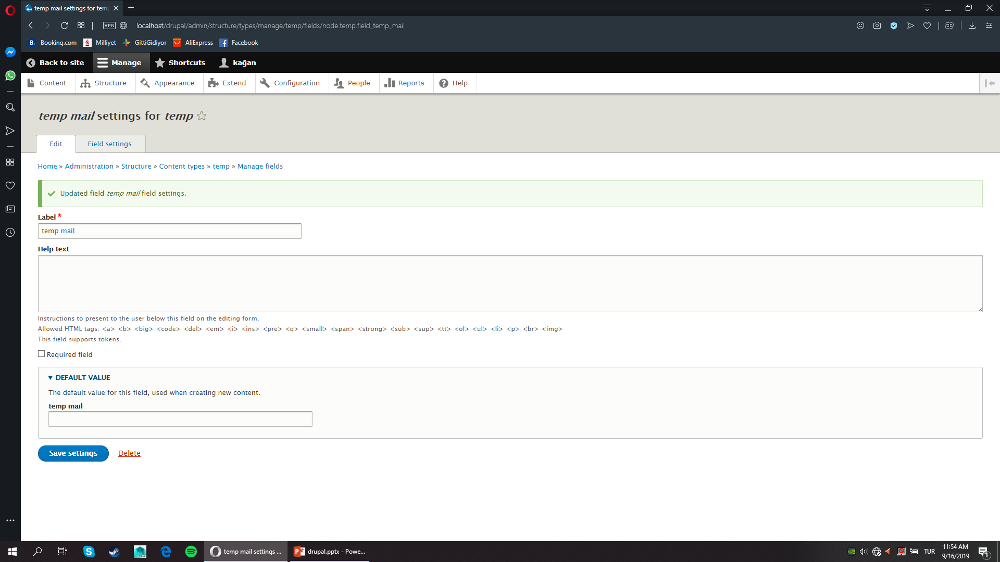 temp mail settings for tem
VPN
localhost/drupal/admin/structure/types/manage/temp/fields/node.temp.field_temp_mail
B. Booking.com Milliyet GittiGidiyor AliExpress Facebook
Back to site Manage Shortcuts kağan
Content Structure Appearance Extend Configuration People Reports Help
temp mail settings for temp
Edit Field settings
Home » Administration » Structure » Content types » temp » Manage fields
Updated field temp mail field settings.
Label *
temp mail
Help text
Instructions to present to the user below this field on the editing form.
Allowed HTML tags: <a> <b> <big> <code> <del> <em> <i> <ins> <pre> <q> <small> <span> <strong> <sub> <sup> <tt> <ol> <ul> <li> <p> <br> <img>
This field supports tokens.
Required field
DEFAULT VALUE
The default value for this field, used when creating new content.
temp mail
Save settings Delete
temp mail settings ... drupal.pptx - Powe... TUR 11:54 AM
9/16/2019 1